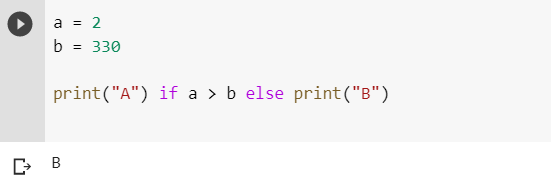 a = 2
b = 330
print("A") if a > b else print("B")
B